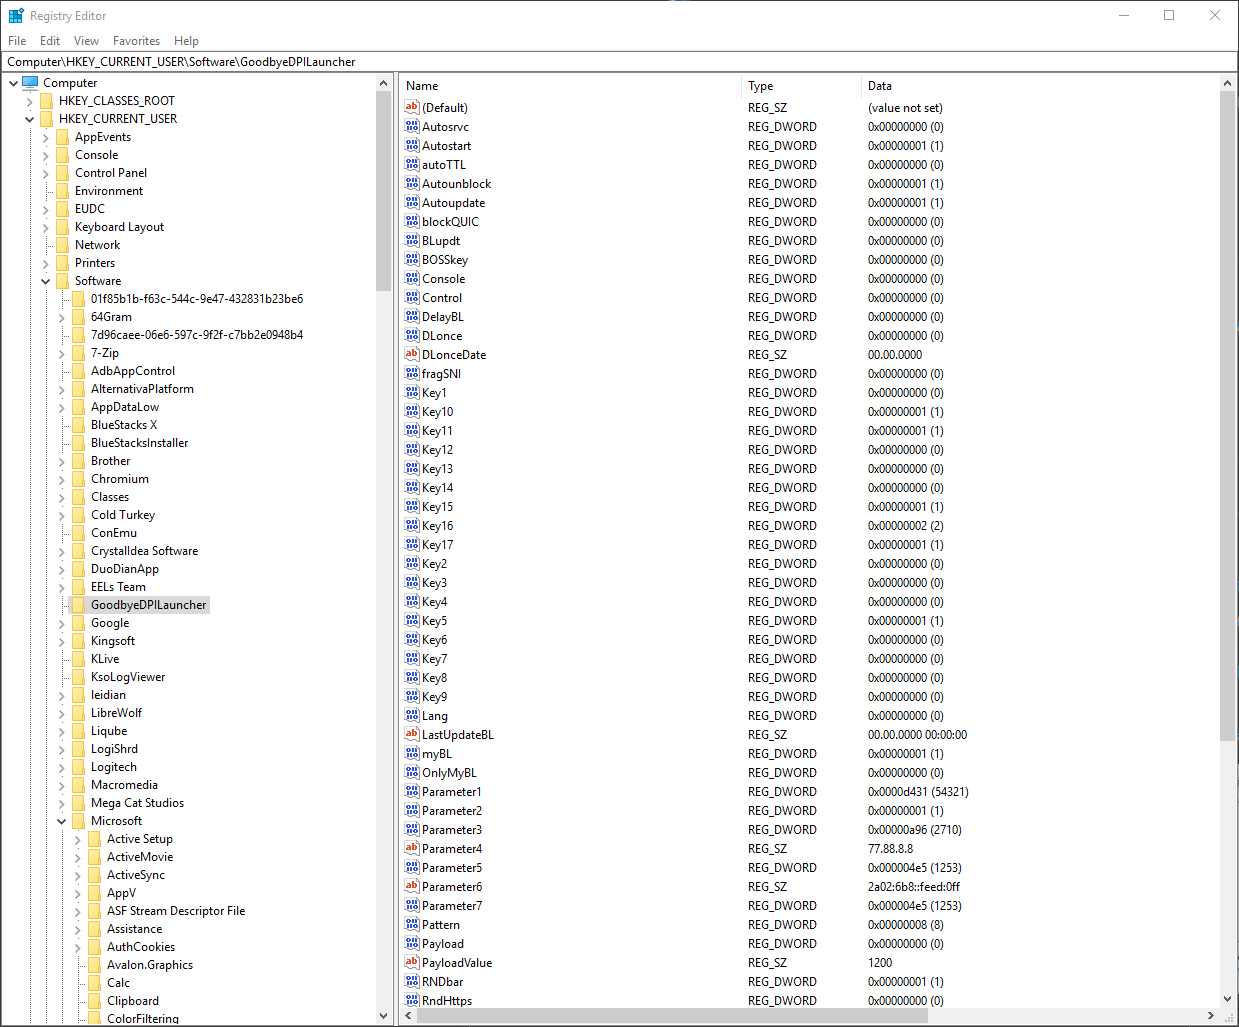 Registry Editor
File Edit View Favorites Help
Computer\HKEY_CURRENT_USER\Software\GoodbyeDPILauncher
Computer
HKEY_CLASSES_ROOT
HKEY_CURRENT_USER
AppEvents
Console
Control Panel
Environment
EUDC
Keyboard Layout
Network
Printers
Software
01f85b1b-f63c-544c-9e47-432831b23be6
64Gram
7d96caee-06e6-597c-9f2f-c7bb2e0948b4
7-Zip
AdbAppControl
AlternativaPlatform
AppDataLow
BlueStacks X
BlueStacksInstaller
Brother
Chromium
Classes
Cold Turkey
ConEmu
CrystalIdea Software
DuoDianApp
EELs Team
GoodbyeDPILauncher
Google
Kingsoft
KLive
KsoLogViewer
leidian
LibreWolf
Liqube
LogiShrd
Logitech
Macromedia
Mega Cat Studios
Microsoft
Active Setup
ActiveMovie
ActiveSync
AppV
ASF Stream Descriptor File
Assistance
AuthCookies
Avalon.Graphics
Calc
Clipboard
ColorFiltering
Name Type Data
(Default) REG_SZ (value not set)
Autosrvc REG_DWORD 0x00000000 (0)
Autostart REG_DWORD 0x00000001 (1)
autoTTL REG_DWORD 0x00000000 (0)
Autounblock REG_DWORD 0x00000001 (1)
Autoupdate REG_DWORD 0x00000001 (1)
blockQUIC REG_DWORD 0x00000000 (0)
BLupdt REG_DWORD 0x00000000 (0)
BOSSkey REG_DWORD 0x00000000 (0)
Console REG_DWORD 0x00000000 (0)
Control REG_DWORD 0x00000000 (0)
DelayBL REG_DWORD 0x00000000 (0)
DLonce REG_DWORD 0x00000000 (0)
DLonceDate REG_SZ 00.00.0000
fragSNI REG_DWORD 0x00000000 (0)
Key1 REG_DWORD 0x00000000 (0)
Key10 REG_DWORD 0x00000001 (1)
Key11 REG_DWORD 0x00000001 (1)
Key12 REG_DWORD 0x00000000 (0)
Key13 REG_DWORD 0x00000000 (0)
Key14 REG_DWORD 0x00000000 (0)
Key15 REG_DWORD 0x00000001 (1)
Key16 REG_DWORD 0x00000002 (2)
Key17 REG_DWORD 0x00000001 (1)
Key2 REG_DWORD 0x00000000 (0)
Key3 REG_DWORD 0x00000000 (0)
Key4 REG_DWORD 0x00000000 (0)
Key5 REG_DWORD 0x00000001 (1)
Key6 REG_DWORD 0x00000000 (0)
Key7 REG_DWORD 0x00000000 (0)
Key8 REG_DWORD 0x00000000 (0)
Key9 REG_DWORD 0x00000000 (0)
Lang REG_DWORD 0x00000000 (0)
LastUpdateBL REG_SZ 00.00.0000 00:00:00
myBL REG_DWORD 0x00000001 (1)
OnlyMyBL REG_DWORD 0x00000000 (0)
Parameter1 REG_DWORD 0x0000d431 (54321)
Parameter2 REG_DWORD 0x00000001 (1)
Parameter3 REG_DWORD 0x00000a96 (2710)
Parameter4 REG_SZ 77.88.8.8
Parameter5 REG_DWORD 0x000004e5 (1253)
Parameter6 REG_SZ 2a02:6b8::feed:0ff
Parameter7 REG_DWORD 0x000004e5 (1253)
Pattern REG_DWORD 0x00000008 (8)
Payload REG_DWORD 0x00000000 (0)
PayloadValue REG_SZ 1200
RNDbar REG_DWORD 0x00000001 (1)
RndHttps REG_DWORD 0x00000000 (0)